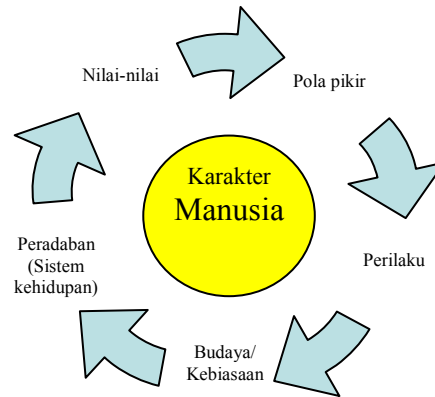 Nilai-nilai
Pola pikir
Karakter
Manusia
Peradaban
(Sistem
kehidupan)
Perilaku
Budaya/
Kebiasaan